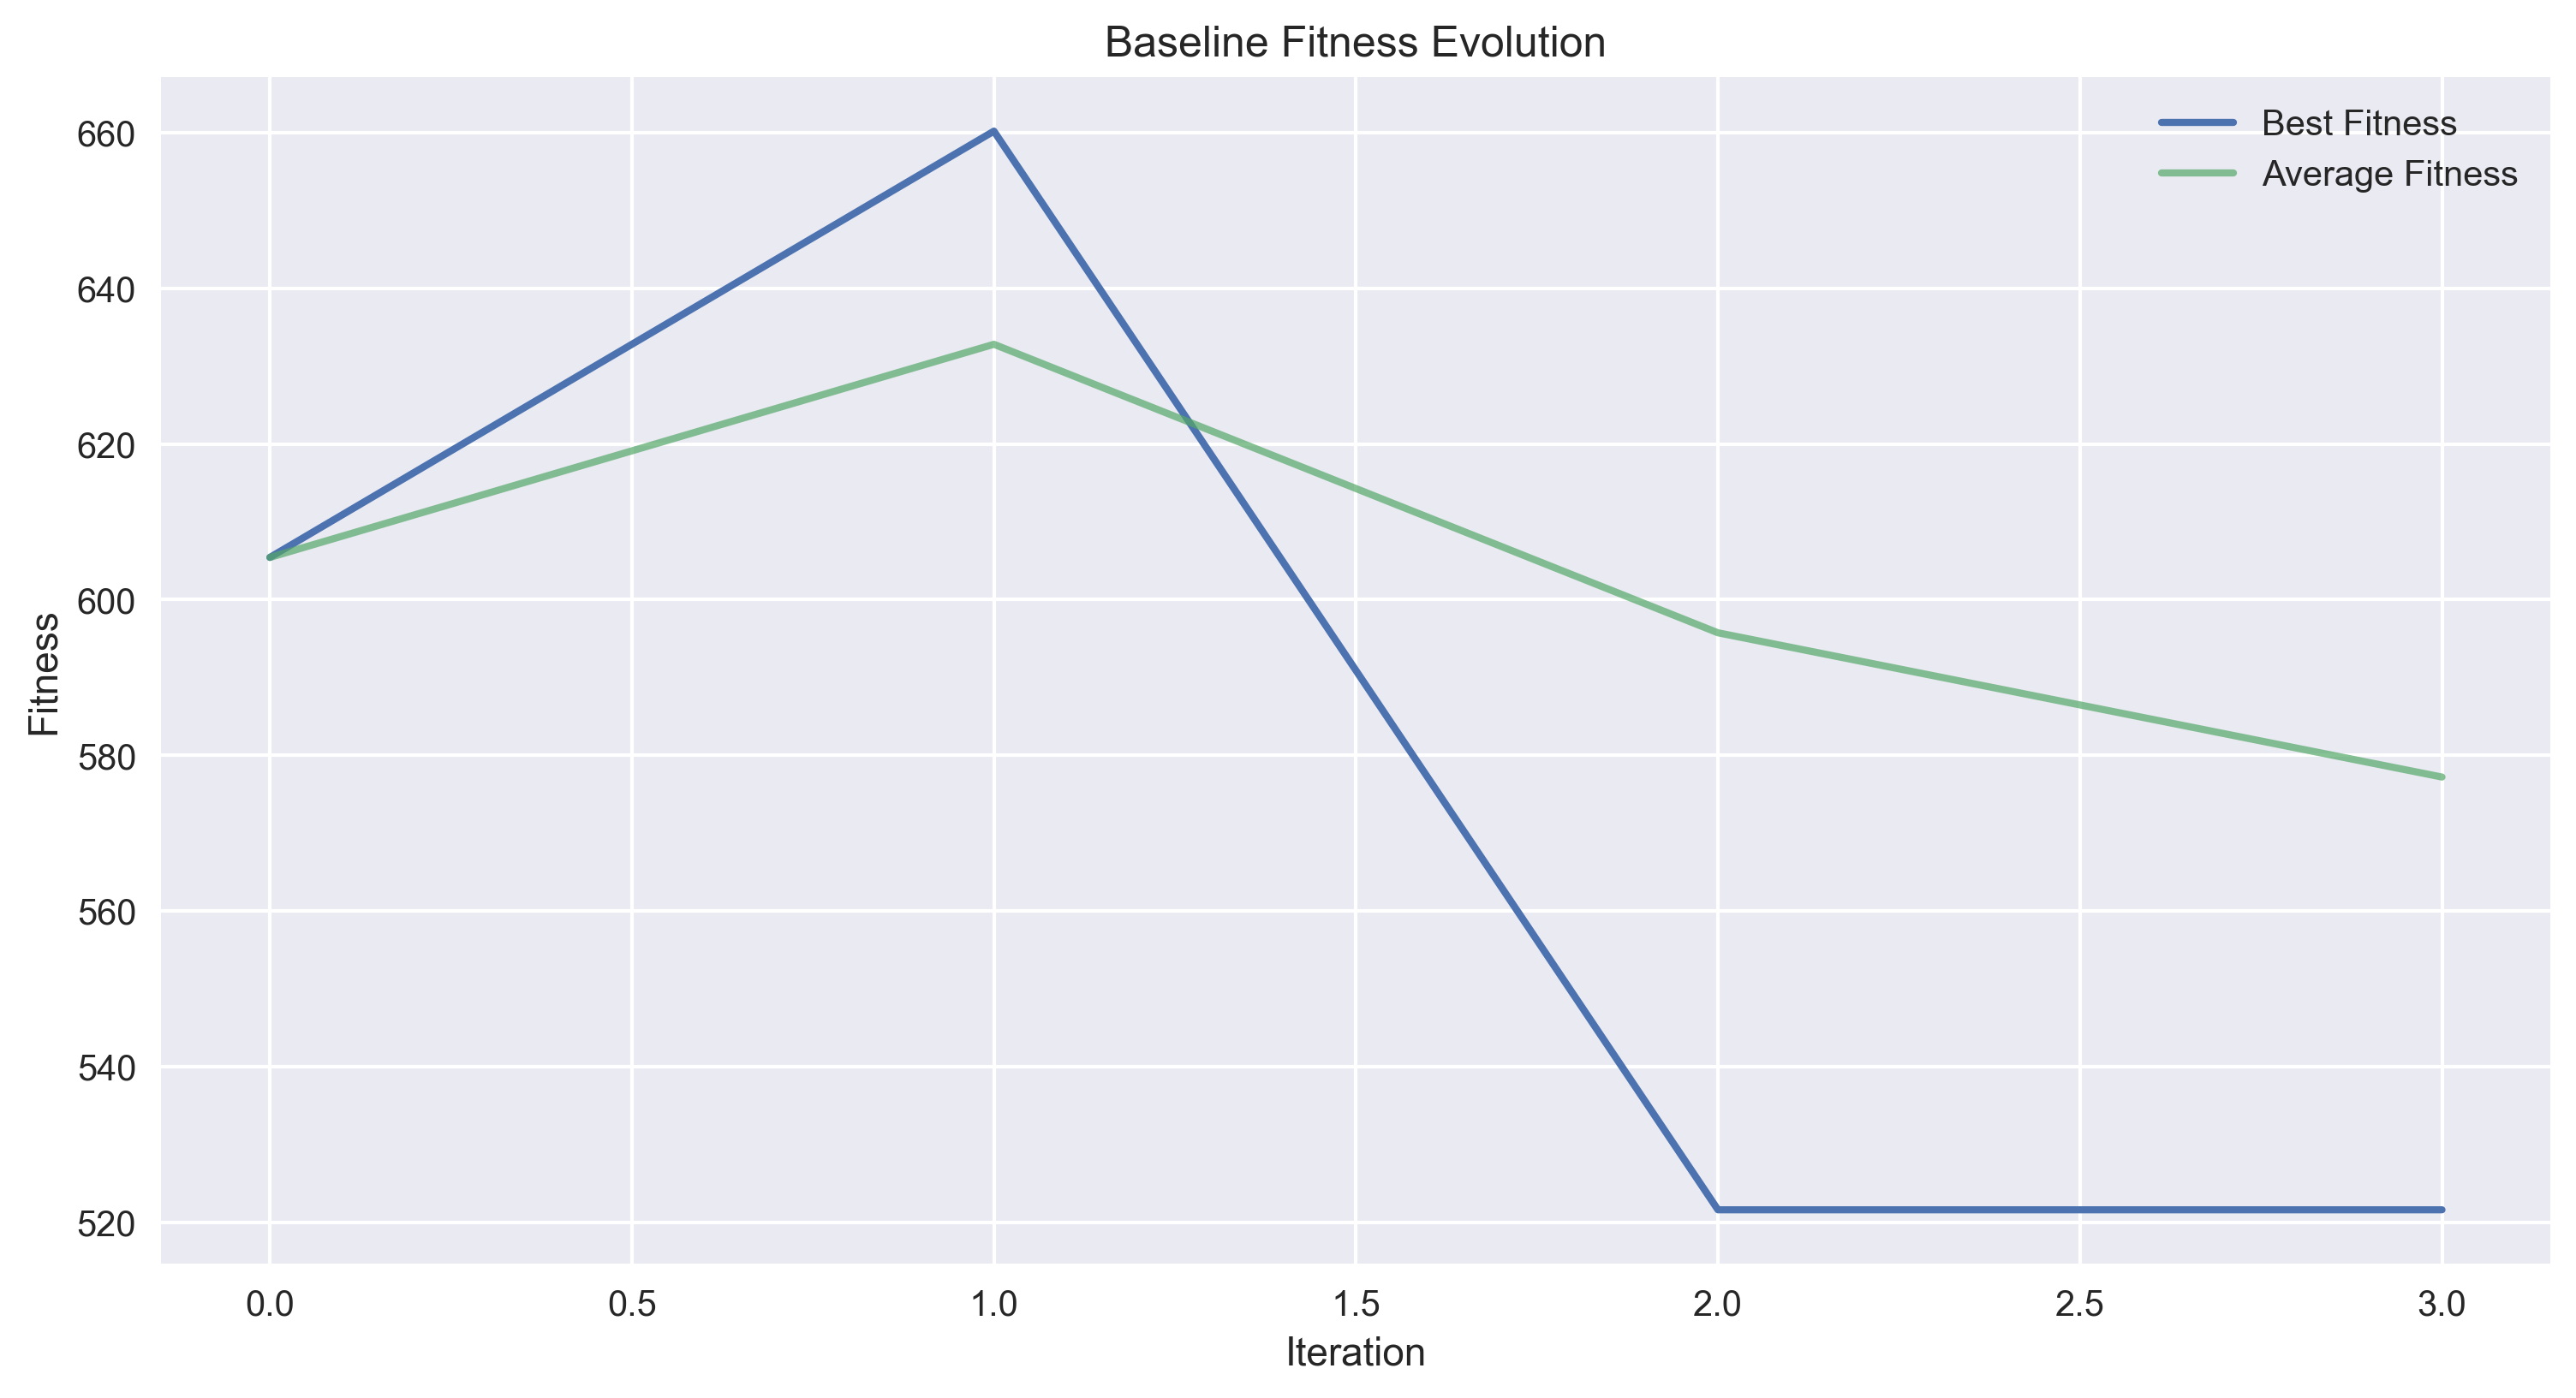 Baseline Fitness Evolution
Best Fitness
Average Fitness
660
640
620
600
580
560
540
520
Fitness
0.0 0.5 1.0 1.5 2.0 2.5 3.0
Iteration